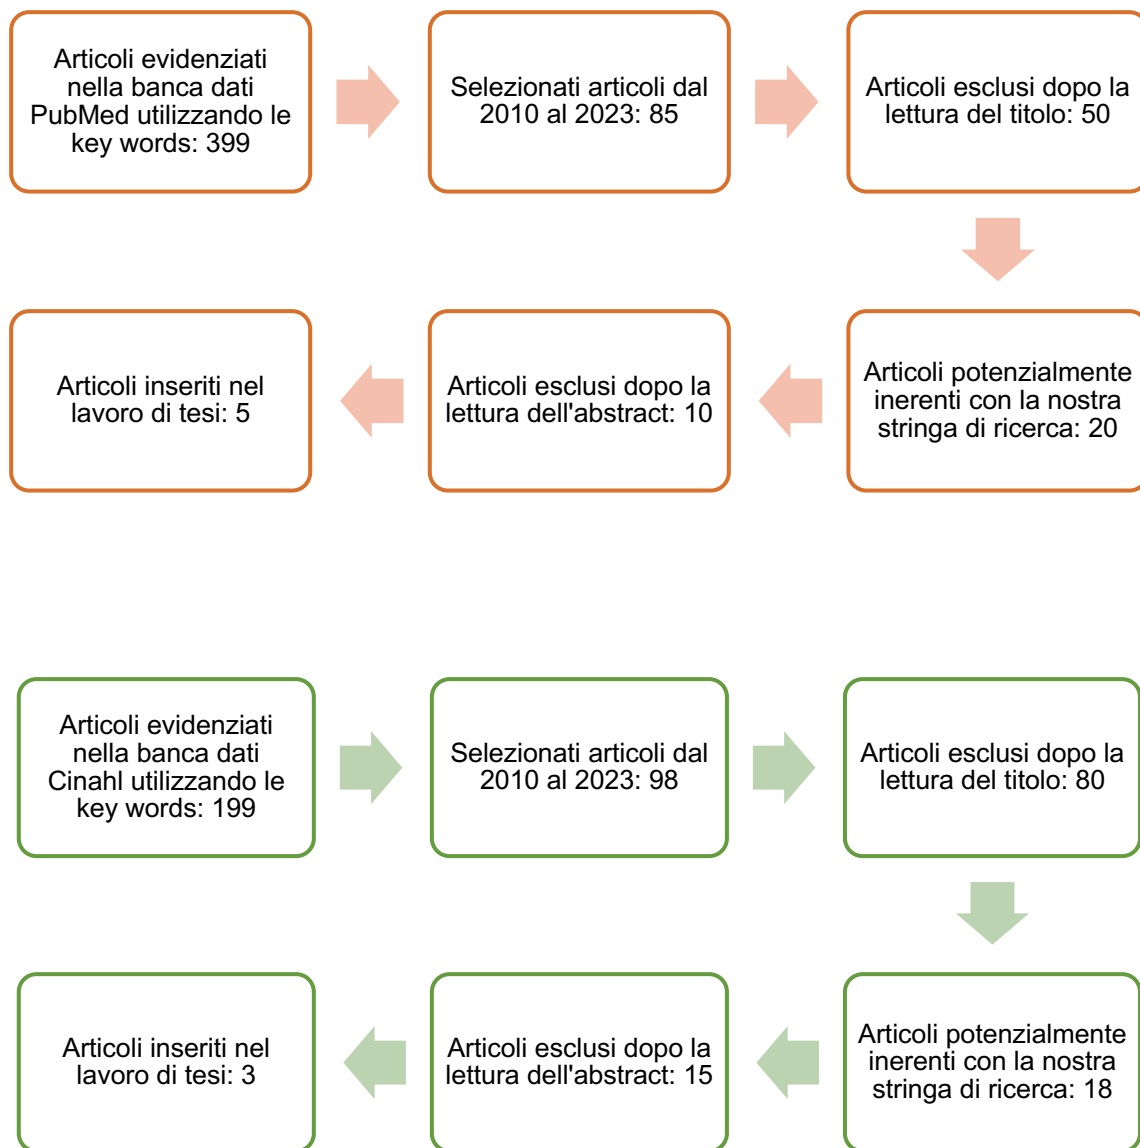 Articoli evidenziati
nella banca dati
PubMed utilizzando le
key words: 399
Selezionati articoli dal
2010 al 2023: 85
Articoli esclusi dopo la
lettura del titolo: 50
Articoli potenzialmente
inerenti con la nostra
stringa di ricerca: 20
Articoli esclusi dopo la
lettura dell'abstract: 10
Articoli inseriti nel
lavoro di tesi: 5
Articoli evidenziati
nella banca dati
Cinahl utilizzando le
key words: 199
Selezionati articoli dal
2010 al 2023: 98
Articoli esclusi dopo la
lettura del titolo: 80
Articoli potenzialmente
inerenti con la nostra
stringa di ricerca: 18
Articoli esclusi dopo la
lettura dell'abstract: 15
Articoli inseriti nel
lavoro di tesi: 3